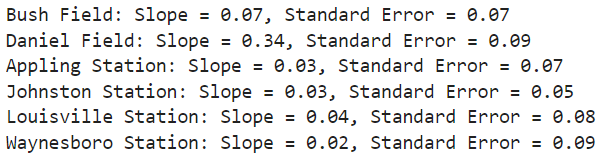 Bush Field: Slope = 0.07, Standard Error = 0.07
Daniel Field: Slope = 0.34, Standard Error = 0.09
Appling Station: Slope = 0.03, Standard Error = 0.07
Johnston Station: Slope = 0.03, Standard Error = 0.05
Louisville Station: Slope = 0.04, Standard Error = 0.08
Waynesboro Station: Slope = 0.02, Standard Error = 0.09